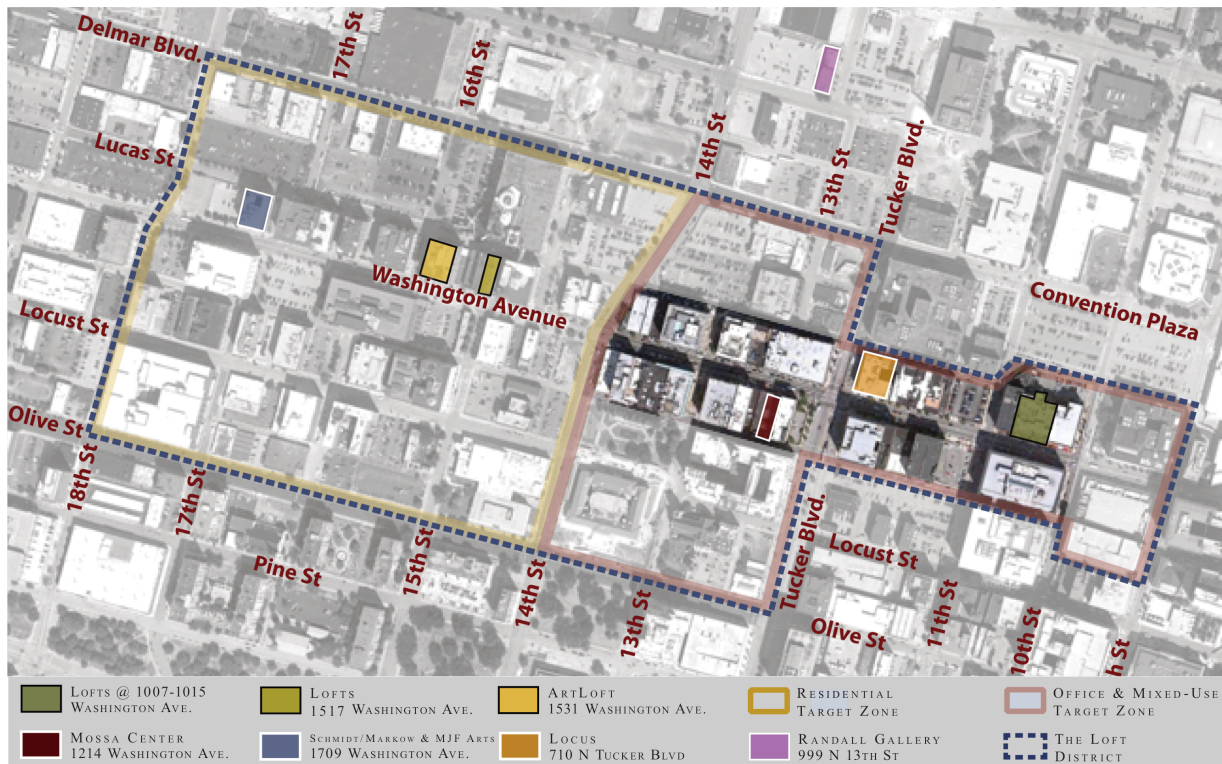 Delmar Blvd.
17th St
16th St
14th St
13th St
Tucker Blvd.
Lucas St
Washington Avenue
Convention Plaza
Locust St
Olive St
18th St
17th St
Pine St
15th St
14th St
13th St
Tucker Blvd.
Locust St
Olive St
11th St
10th St
h St
Lofts @ 1007-1015
Washington Ave.
Lofts
1517 Washington Ave.
ArtLoft
1531 Washington Ave.
Residential
Target Zone
Office & Mixed-Use
Target Zone
Mossa Center
1214 Washington Ave.
Schmidt/Markow & MJF Arts
1709 Washington Ave.
Locus
710 N Tucker Blvd
Randall Gallery
999 N 13th St
The Loft
District